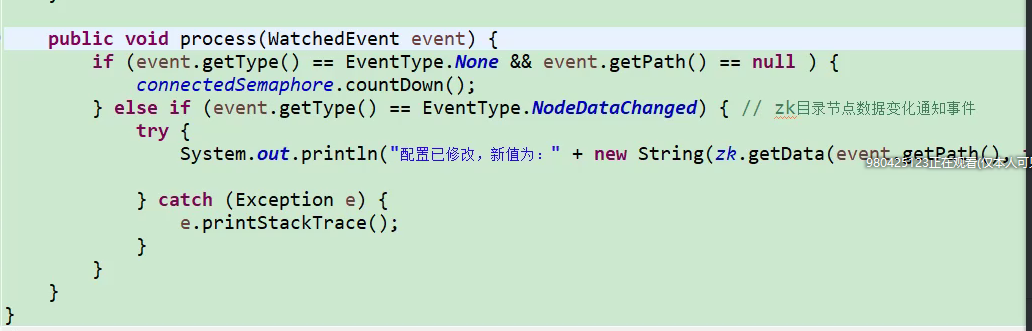 public void process(WatchedEvent event) {
if (event.getType() == EventType.None && event.getPath() == null ) {
connectedSemaphore.countDown();
} else if (event.getType() == EventType.NodeDataChanged) { // zk目录节点数据变化通知事件
try {
System.out.println("配置已修改，新值为：" + new String(zk.getData(event.getPath(),
980425123正在观看(仅本人可
} catch (Exception e) {
e.printStackTrace();
}
}
}
}